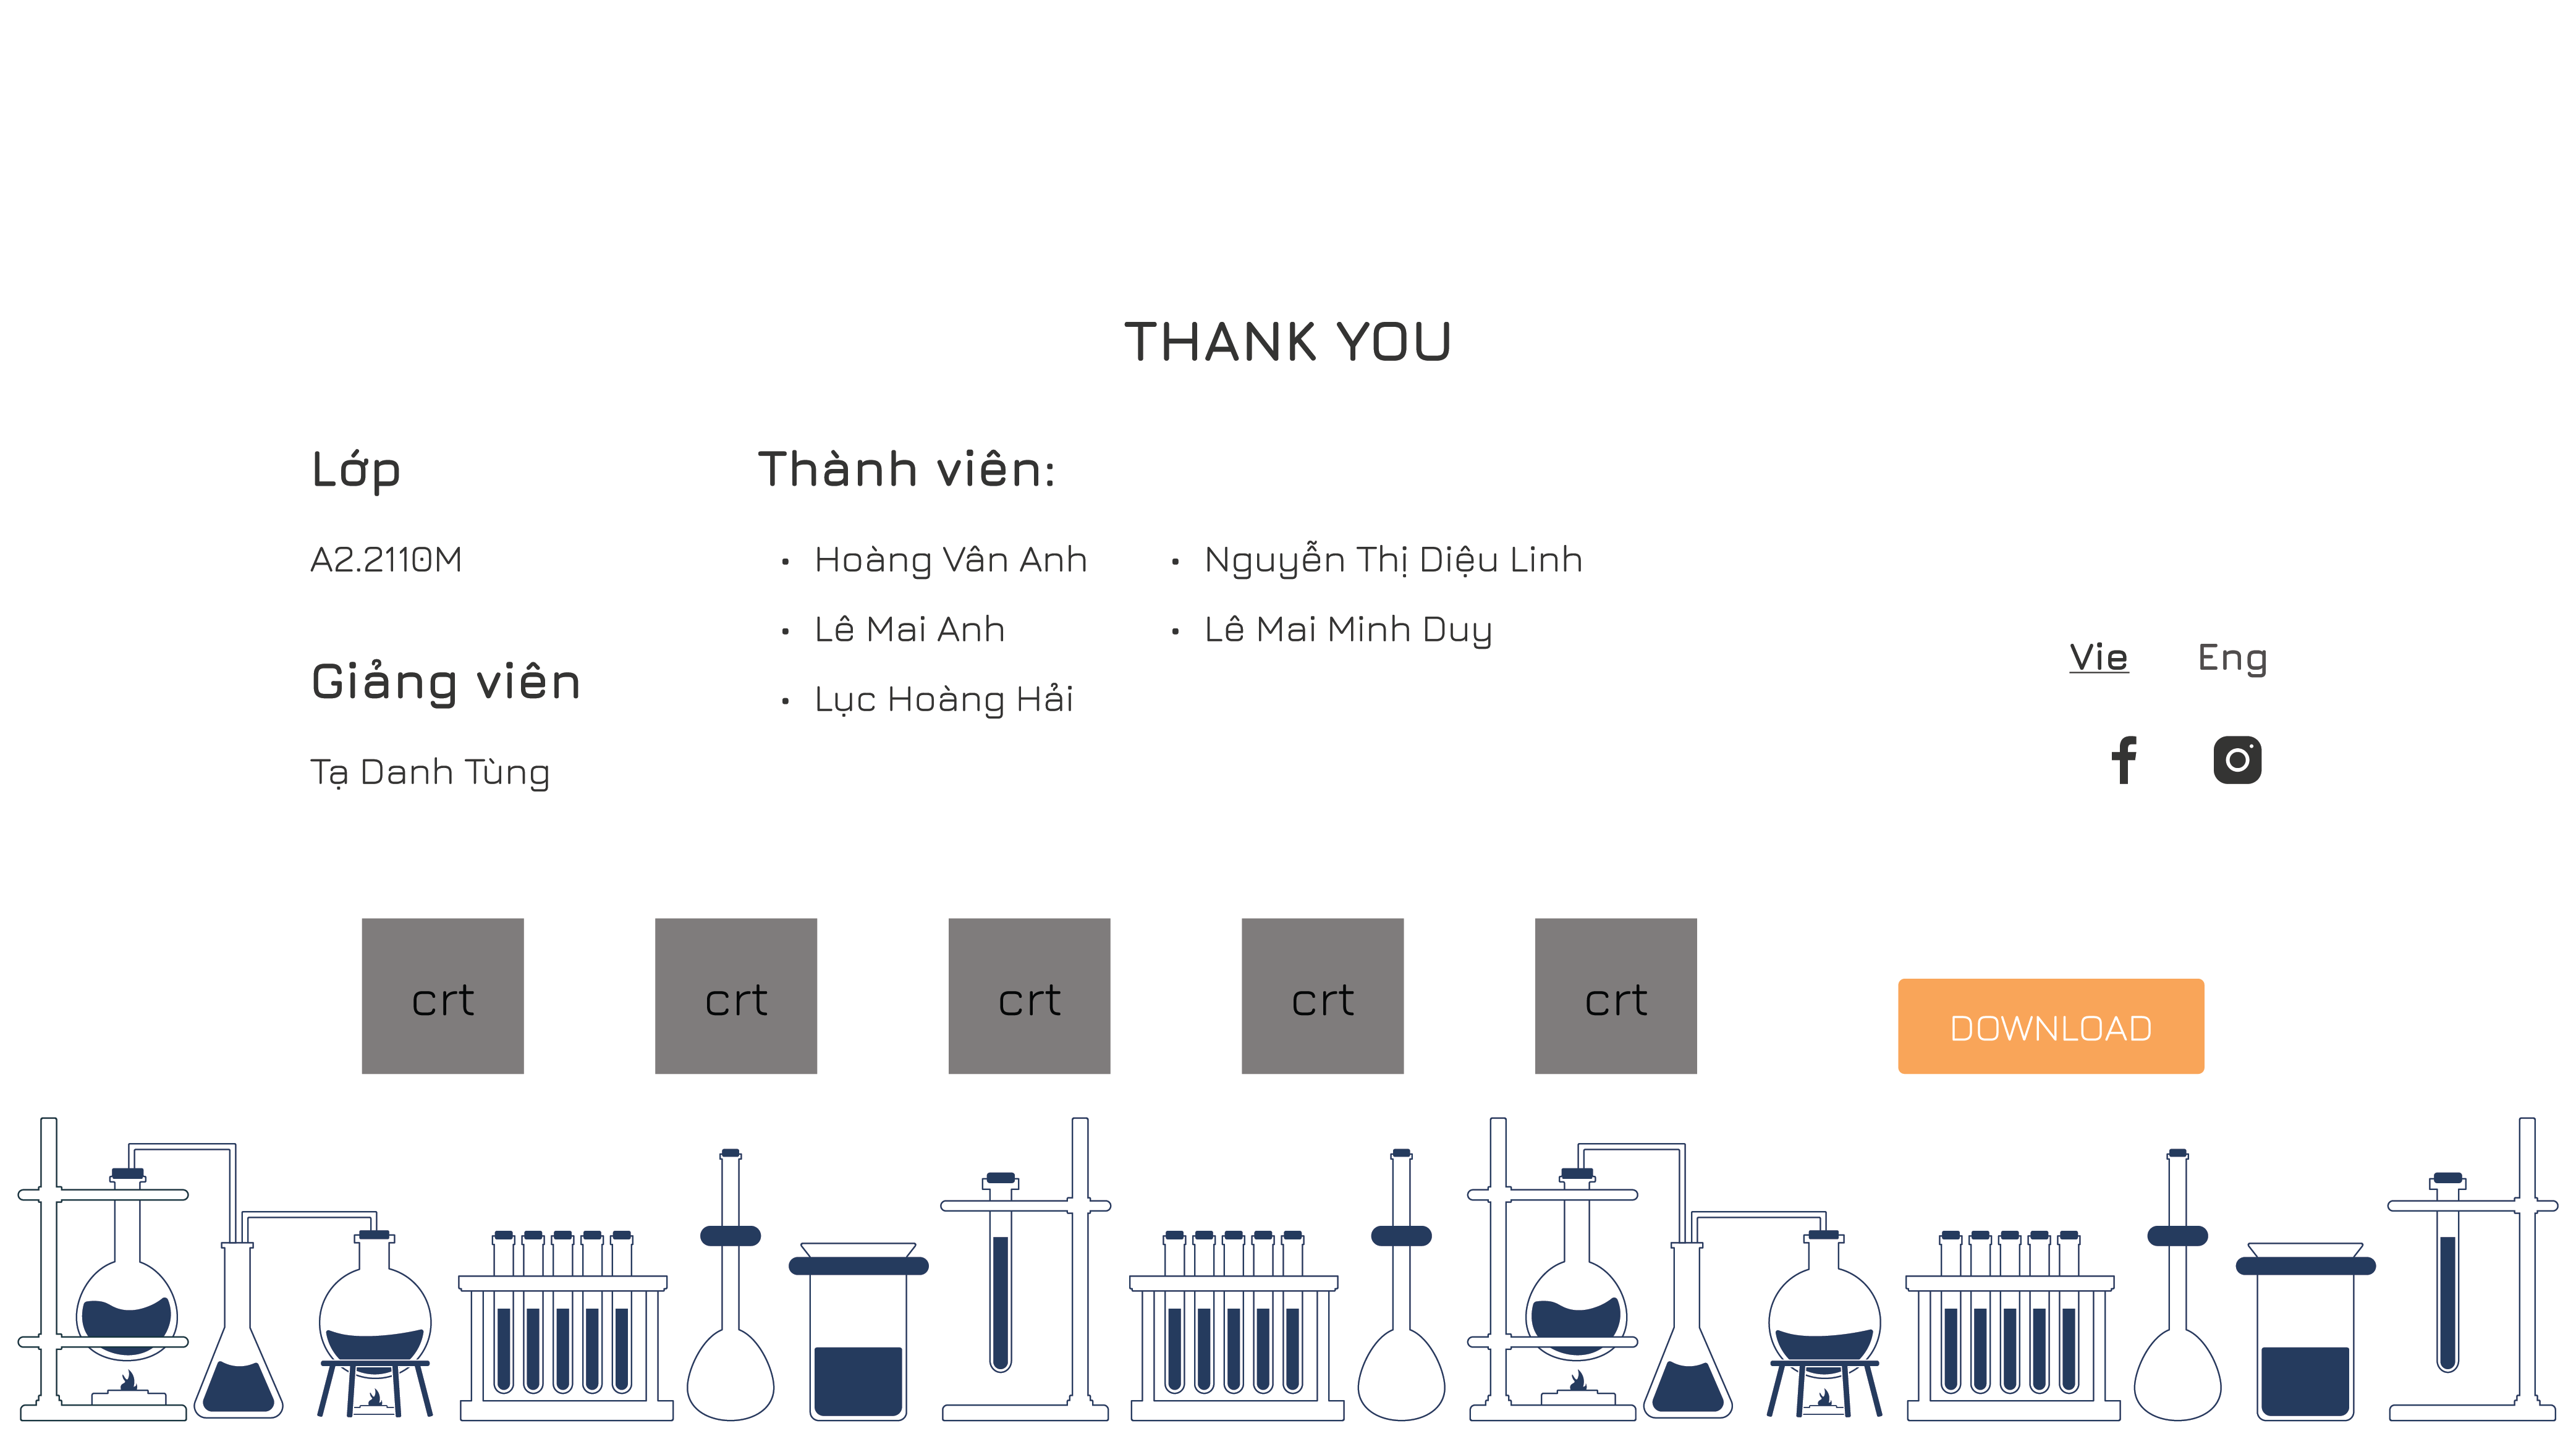 THANK YOU
Lớp
A2.2110M
Giảng viên
Tạ Danh Tùng
Thành viên:
• Hoàng Vân Anh
• Lê Mai Anh
• Lục Hoàng Hải
• Nguyễn Thị Diệu Linh
• Lê Mai Minh Duy
Vie Eng
crt crt crt crt crt
DOWNLOAD